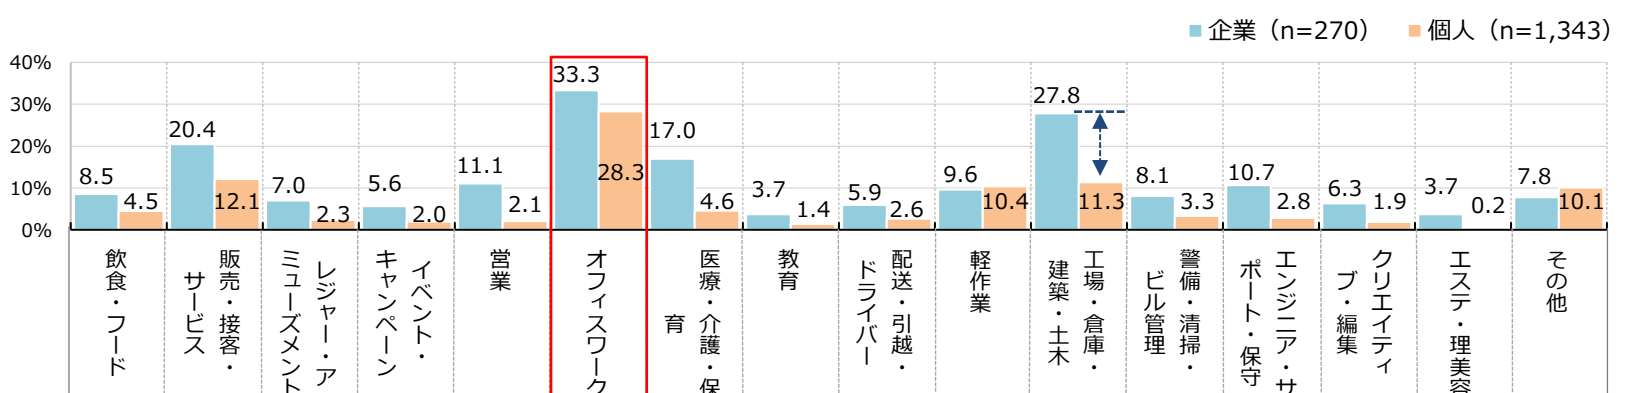 企業（n=270） 個人（n=1,343）
40%
30%
20%
10%
0%
8.5 4.5
20.4 12.1
7.0 2.3
5.6 2.0
11.1 2.1
33.3 28.3
17.0 4.6
3.7 1.4
5.9 2.6
9.6 10.4
27.8 11.3
8.1 3.3
10.7 2.8
6.3 1.9
3.7 0.2
7.8 10.1
飲食・フード
販売・接客・
サービス
レジャー・ア
ミューズメント
イベント・
キャンペーン
営業
オフィスワーク
医療・介護・保
育
教育
配送・引越・
ドライバー
軽作業
工場・倉庫・
建築・土木
警備・清掃・
ビル管理
エンジニア・サ
ポート・保守
クリエイティ
ブ・編集
エステ・理美容
その他